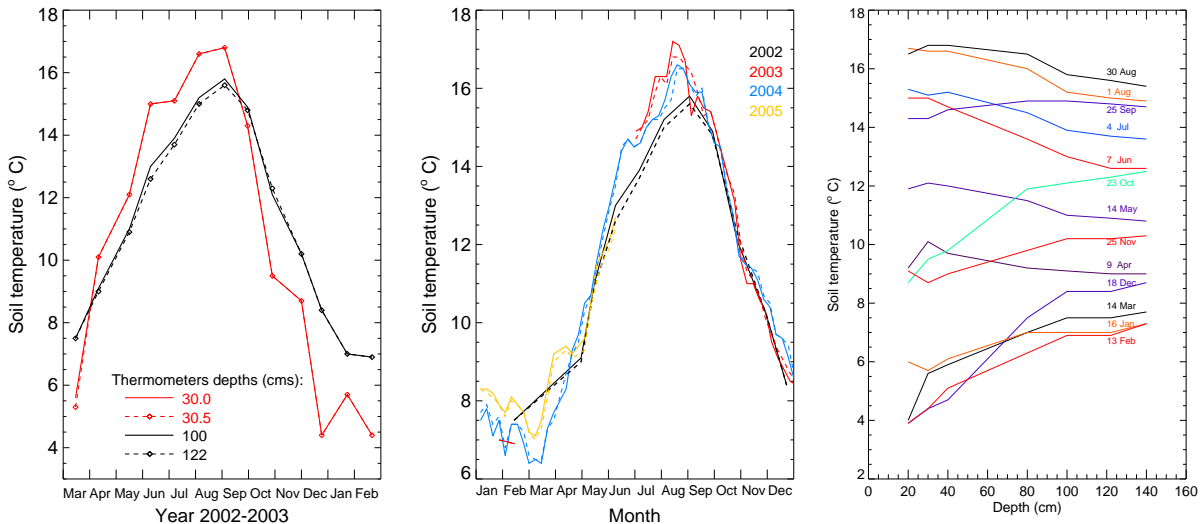 18
16
14
12
10
8
6
4
Soil temperature (° C)
Thermometers depths (cms):
30.0
30.5
100
122
Mar Apr May Jun Jul Aug Sep Oct Nov Dec Jan Feb
Year 2002-2003
18
16
14
12
10
8
6
Soil temperature (° C)
2002
2003
2004
2005
Jan Feb Mar Apr May Jun Jul Aug Sep Oct Nov Dec
Month
18
16
14
12
10
8
6
4
2
Soil temperature (° C)
30 Aug
1 Aug
25 Sep
4 Jul
7 Jun
23 Oct
14 May
25 Nov
9 Apr
18 Dec
14 Mar
16 Jan
13 Feb
0 20 40 60 80 100 120 140 160
Depth (cm)